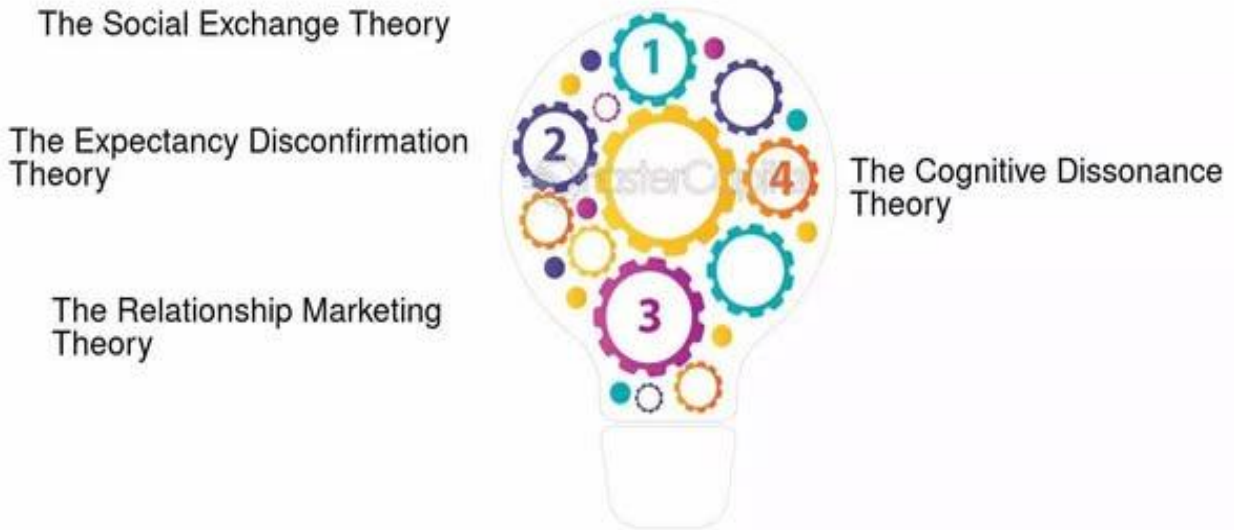 The Social Exchange Theory
1
The Expectancy Disconfirmation
Theory
2
4
The Cognitive Dissonance
Theory
The Relationship Marketing
Theory
3